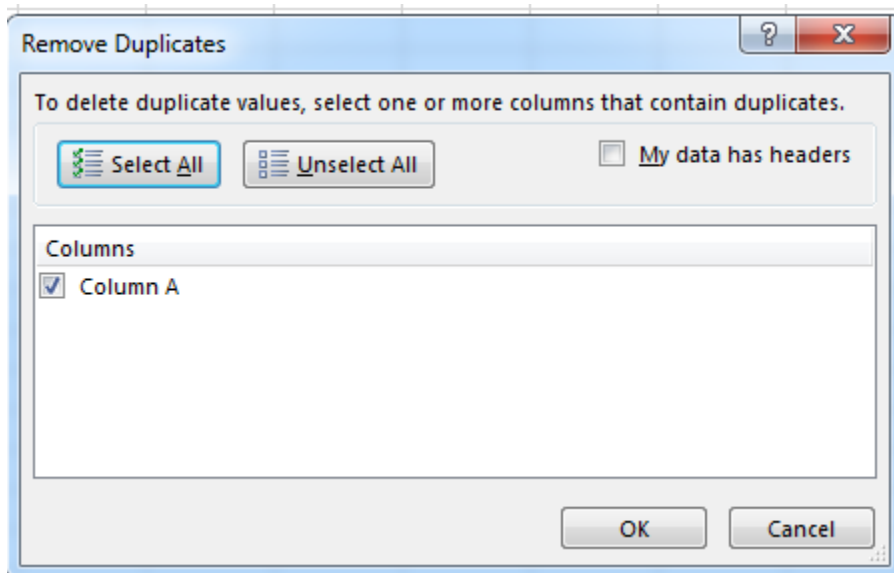 Remove Duplicates
To delete duplicate values, select one or more columns that contain duplicates.
Select All
Unselect All
My data has headers
Columns
Column A
OK
Cancel